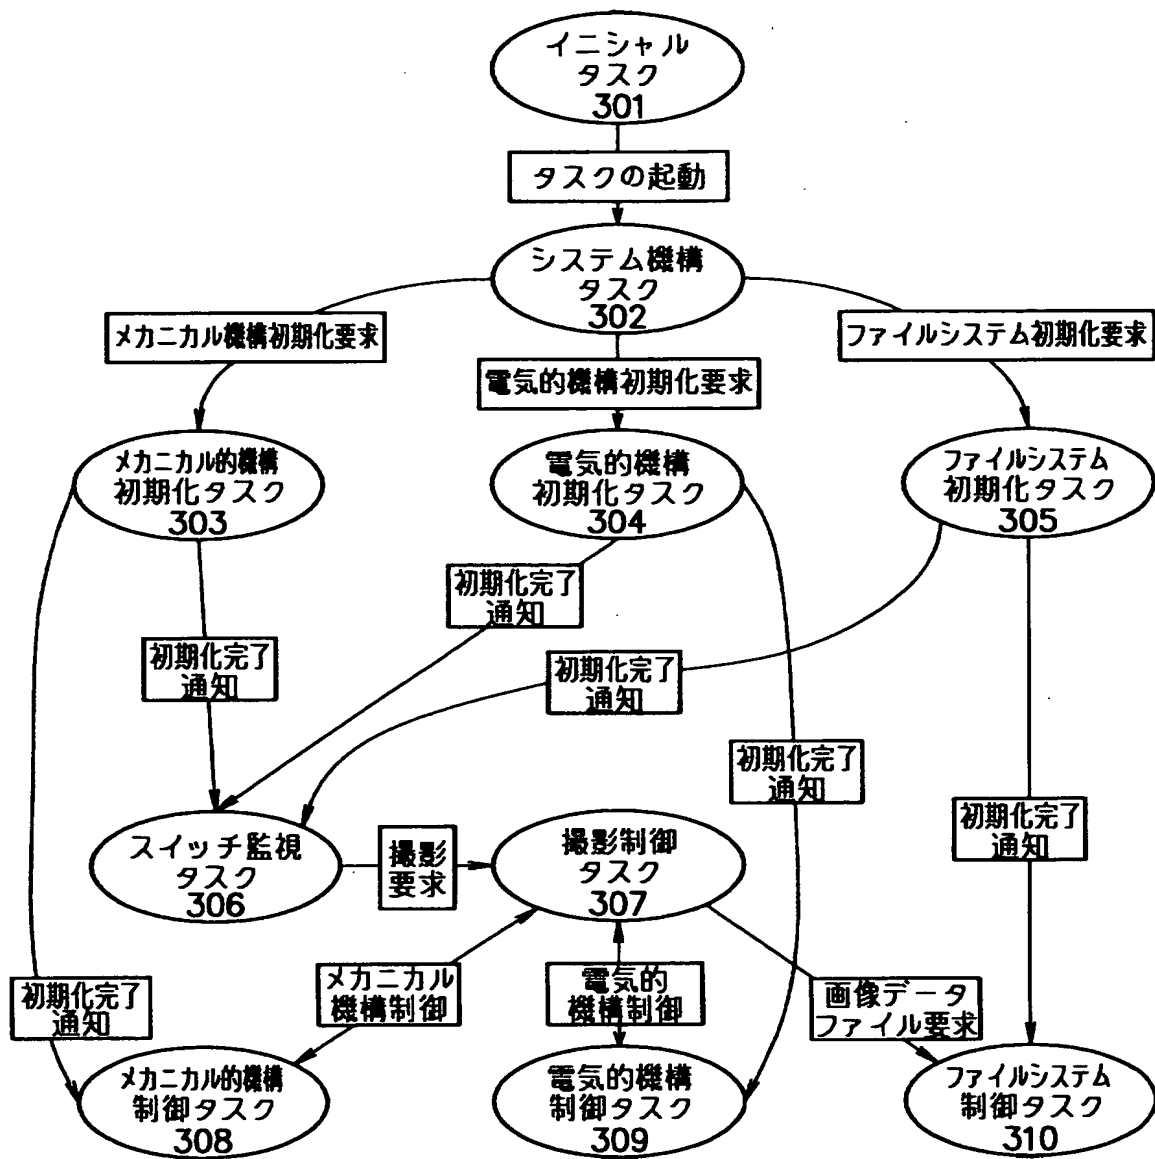 イニシャル
タスク
301
タスクの起動
システム機構
タスク
302
メカニカル機構初期化要求
ファイルシステム初期化要求
電気的機構初期化要求
メカニカル的機構
初期化タスク
303
電気的機構
初期化タスク
304
ファイルシステム
初期化タスク
305
初期化完了
通知
初期化完了
通知
初期化完了
通知
初期化完了
通知
初期化完了
通知
スイッチ監視
タスク
306
撮影
要求
撮影制御
タスク
307
初期化完了
通知
メカニカル
機構制御
電気的
機構制御
画像データ
ファイル要求
メカニカル的機構
制御タスク
308
電気的機構
制御タスク
309
ファイルシステム
制御タスク
310